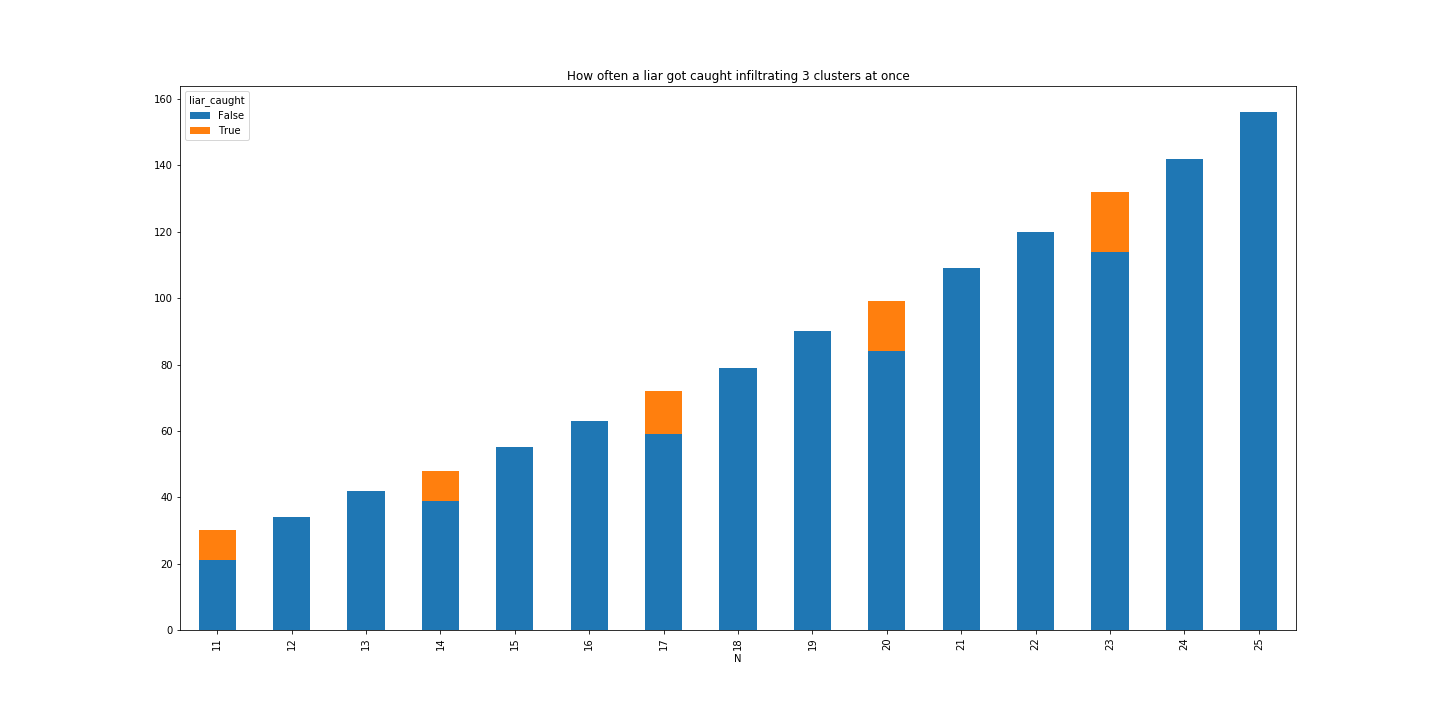 How often a liar got caught infiltrating 3 clusters at once
liar_caught
False
True
160
140
120
100
80
60
40
20
0
11 12 13 14 15 16 17 18 19 20 21 22 23 24 25
N